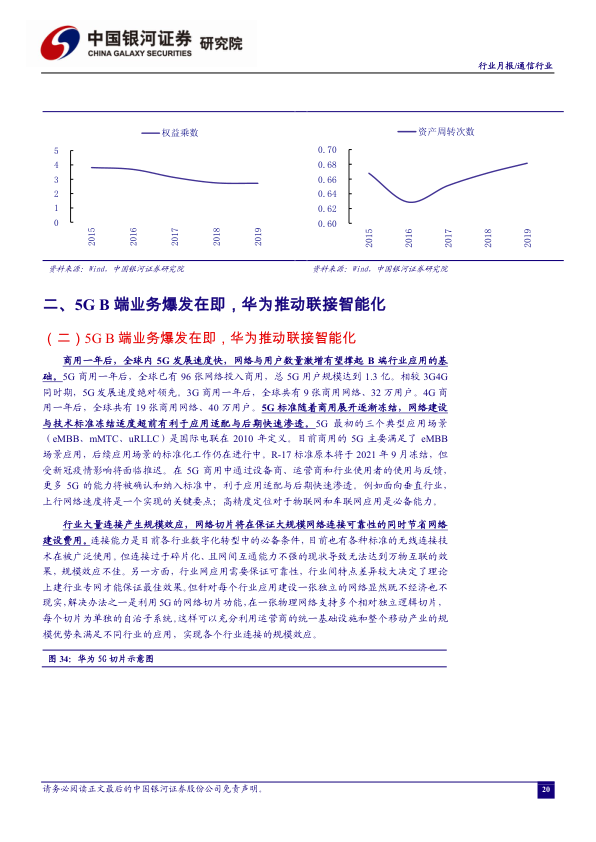 中国银河证券 研究院
CHINA GALAXY SECURITIES
行业月报/通信行业
权益乘数
5
4
3
2
1
0
2015
2016
2017
2018
2019
资产周转次数
0.70
0.68
0.66
0.64
0.62
0.60
2015
2016
2017
2018
2019
资料来源：Wind，中国银河证券研究院
资料来源：Wind，中国银河证券研究院
二、5G B 端业务爆发在即，华为推动联接智能化
（二）5G B 端业务爆发在即，华为推动联接智能化
商用一年后，全球内 5G 发展速度快，网络与用户数量激增有望撑起 B 端行业应用的基
础。5G 商用一年后，全球已有 96 张网络投入商用，总 5G 用户规模达到 1.3 亿。相较 3G4G
同时期，5G 发展速度绝对领先。3G 商用一年后，全球共有 9 张商用网络、32 万用户。4G 商
用一年后，全球共有 19 张商用网络、40 万用户。5G 标准随着商用展开逐渐冻结，网络建设
与技术标准冻结适度超前有利于应用适配与后期快速渗透。5G 最初的三个典型应用场景
（eMBB、mMTC、uRLLC）是国际电联在 2010 年定义。目前商用的 5G 主要满足了 eMBB
场景应用，后续应用场景的标准化工作仍在进行中。R-17 标准原本将于 2021 年 9 月冻结，但
受新冠疫情影响将面临推迟。在 5G 商用中通过设备商、运营商和行业使用者的使用与反馈，
更多 5G 的能力将被确认和纳入标准中，利于应用适配与后期快速渗透。例如面向垂直行业，
上行网络速度将是一个实现的关键要点；高精度定位对于物联网和车联网应用是必备能力。
行业大量连接产生规模效应，网络切片将在保证大规模网络连接可靠性的同时节省网络
建设费用。连接能力是目前各行业数字化转型中的必备条件，目前也有各种标准的无线连接技
术在被广泛使用。但连接过于碎片化、且网间互通能力不强的现状导致无法达到万物互联的效
果，规模效应不佳。另一方面，行业网应用需要保证可靠性，行业间特点差异较大决定了理论
上建行业专网才能保证最佳效果。但针对每个行业应用建设一张独立的网络显然既不经济也不
现实，解决办法之一是利用5G的网络切片功能，在一张物理网络支持多个相对独立逻辑切片，
每个切片为单独的自治子系统。这样可以充分利用运营商的统一基础设施和整个移动产业的规
模优势来满足不同行业的应用，实现各个行业连接的规模效应。
图 34：华为 5G 切片示意图
请务必阅读正文最后的中国银河证券股份公司免责声明。
20